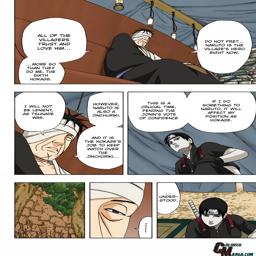 ALL OF THE
VILLAGERS
TRUST AND
LOVE HIM...
MORE SO
THAN THEY
DO ME, THE
SIXTH
HOKAGE.
DO NOT FRET...
NARUTO IS THE
VILLAGE'S HERO
RIGHT NOW.
I WILL NOT
BE LENIENT,
AS TSUNADE
WAS.
HOWEVER,
NARUTO
IS ALSO A
JINCHURIKI.
AND IT IS
THE HOKAGE'S
JOB TO KEEP
WATCH OVER
THE
JINCHURIKI.
THIS IS A
CRUCIAL TIME,
PENDING THE
JONIN'S VOTE OF
CONFIDENCE
IF I DO
SOMETHING TO
NARUTO, IT WILL
AFFECT MY
POSITION AS
HOKAGE.
......
UNDER-
STOOD.
COLORED
MANGA.COM